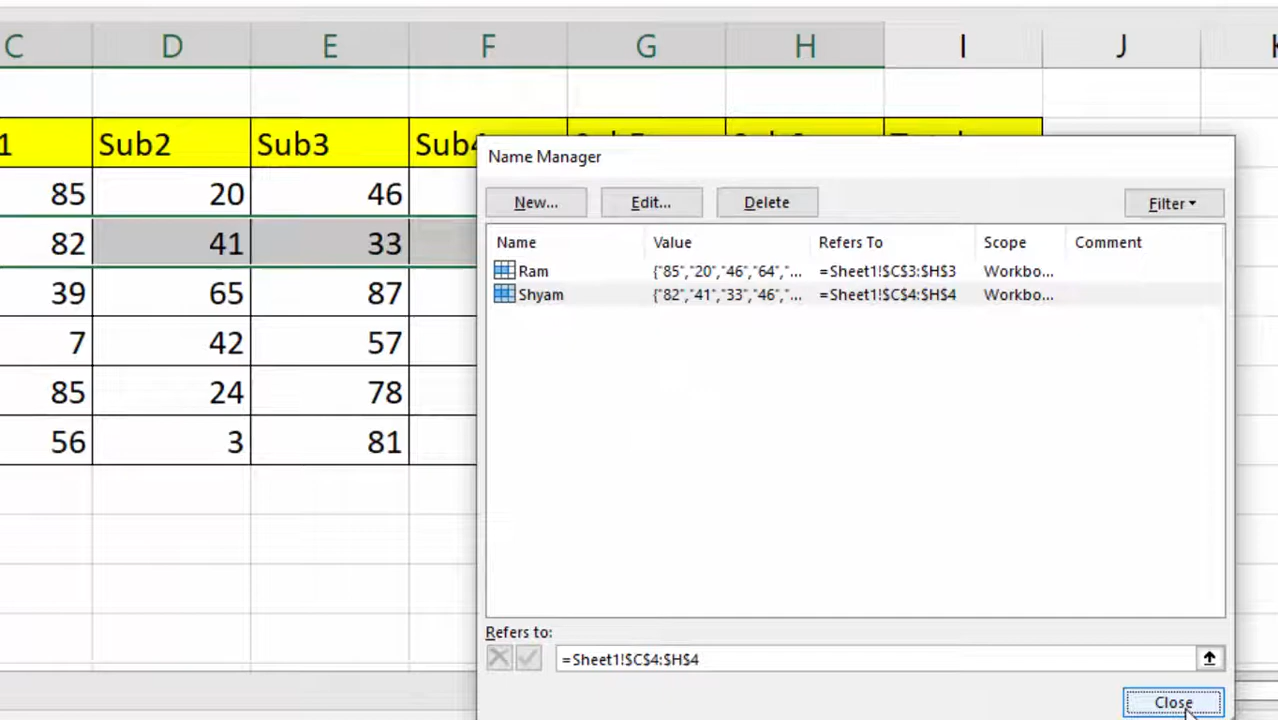 C D E F G H I J K
1 Sub2 Sub3 Sub4
85 20 46
82 41 33
39 65 87
7 42 57
85 24 78
56 3 81
Name Manager
New... Edit... Delete Filter
Name Value Refers To Scope Comment
Ram {"85","20","46","64","... =Sheet1!$C$3:$H$3 Workbo...
Shyam {"82","41","33","46","... =Sheet1!$C$4:$H$4 Workbo...
Refers to:
=Sheet1!$C$4:$H$4
Close